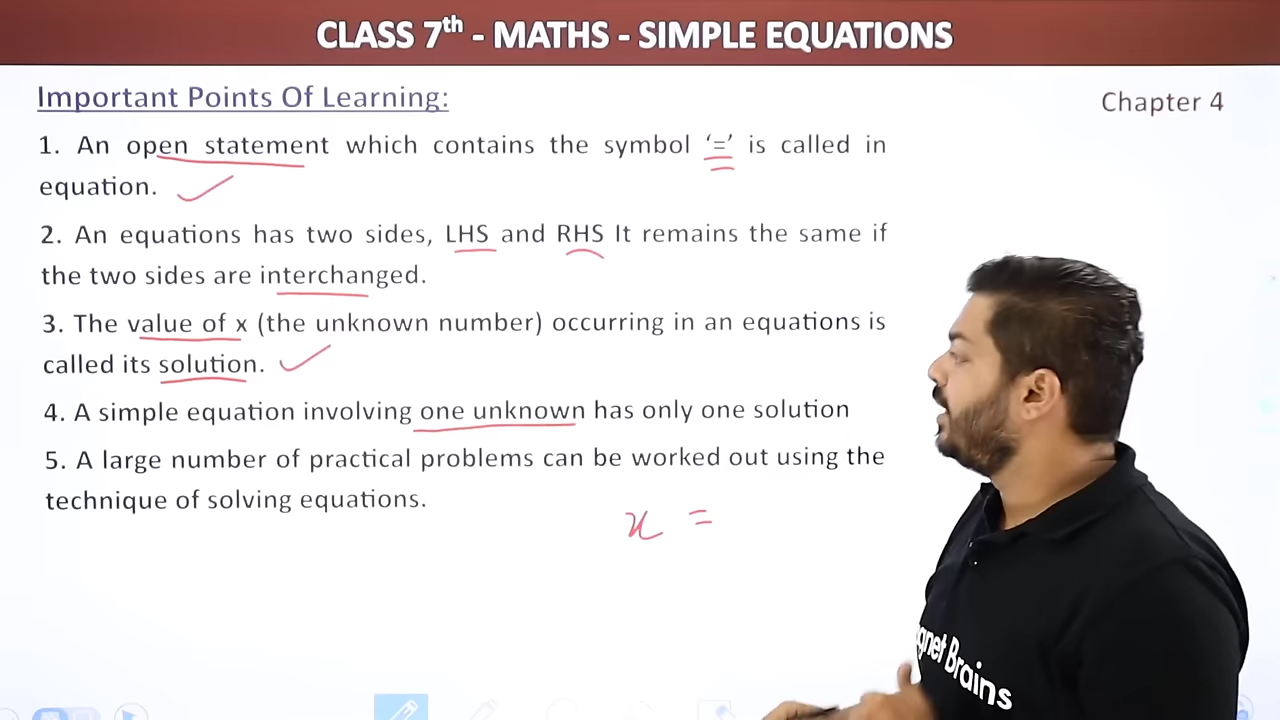 CLASS 7th - MATHS - SIMPLE EQUATIONS
Important Points Of Learning:
Chapter 4
1. An open statement which contains the symbol ‘=’ is called in
equation.
2. An equations has two sides, LHS and RHS It remains the same if
the two sides are interchanged.
3. The value of x (the unknown number) occurring in an equations is
called its solution.
4. A simple equation involving one unknown has only one solution
5. A large number of practical problems can be worked out using the
technique of solving equations.
x =
Brains